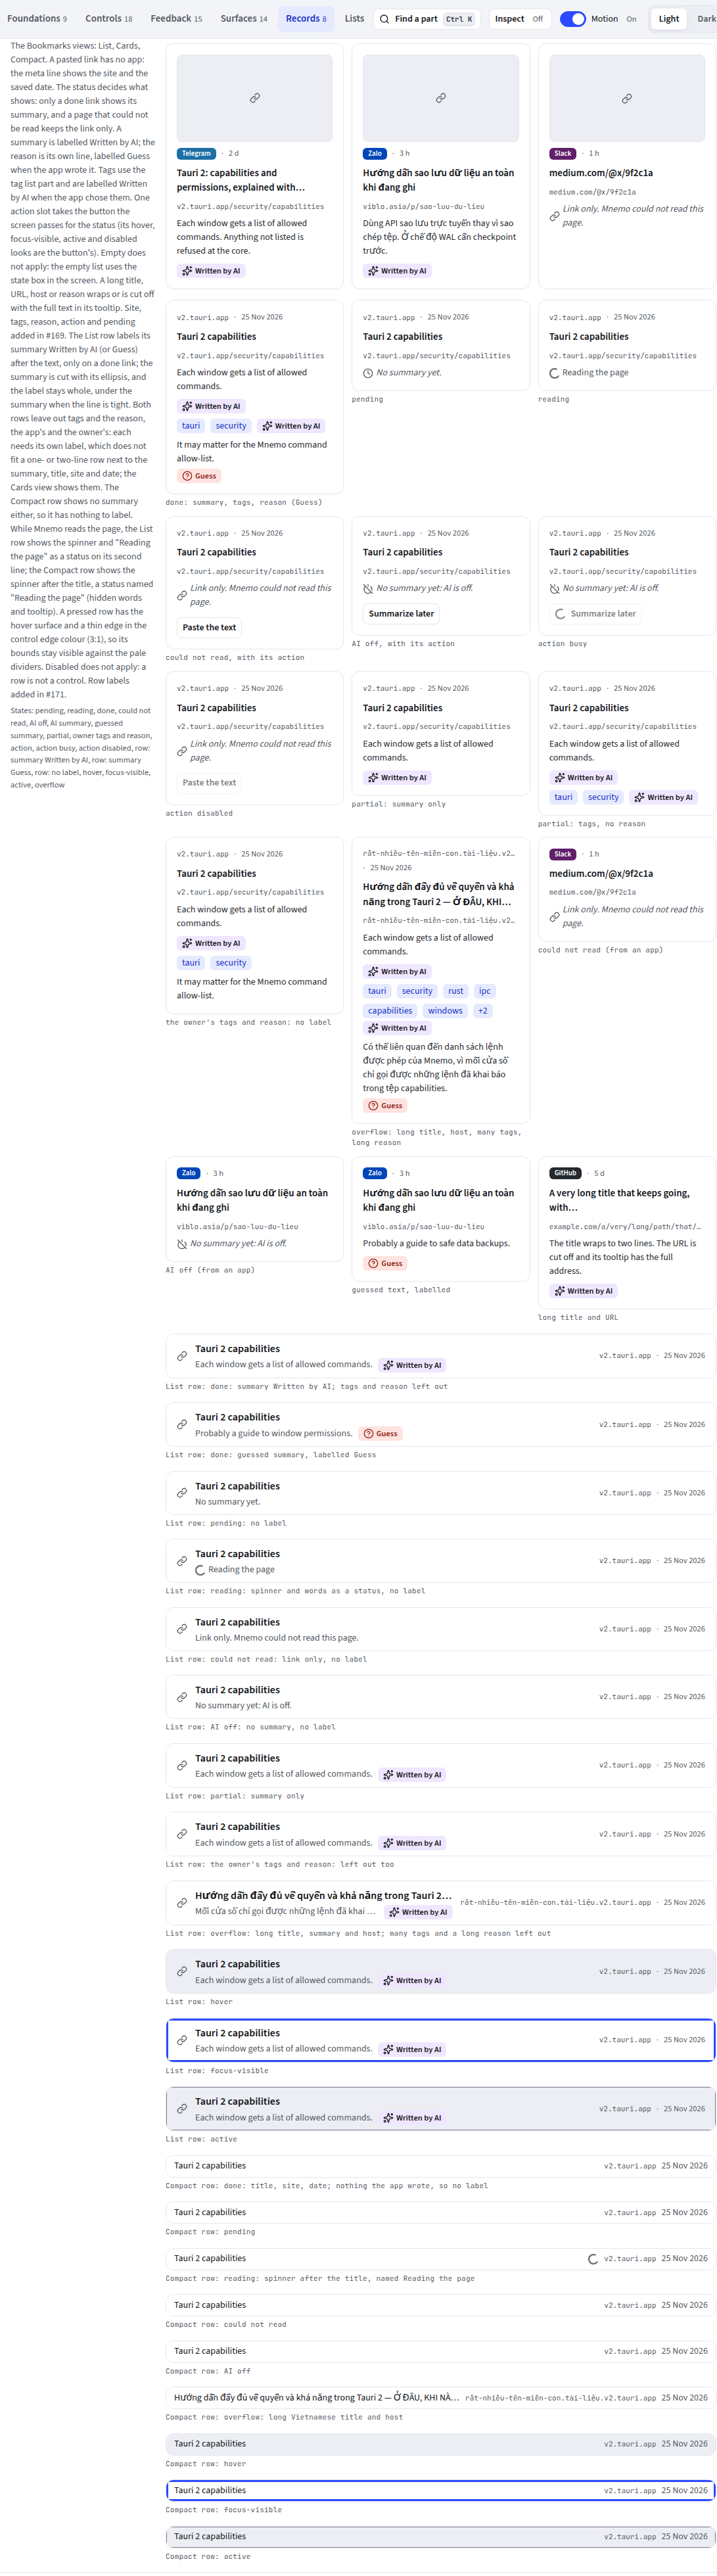 Foundations 9 Controls 18 Feedback 15 Surfaces 14 Records 8 Lists Find a part Ctrl K Inspect Off Motion On Light Dark
The Bookmarks views: List, Cards,
Compact. A pasted link has no app:
the meta line shows the site and the
saved date. The status decides what
shows: only a done link shows its
summary, and a page that could not
be read keeps the link only. A
summary is labelled Written by AI; the
reason is its own line, labelled Guess
when the app wrote it. Tags use the
tag list part and are labelled Written
by AI when the app chose them. One
action slot takes the button the
screen passes for the status (its hover,
focus-visible, active and disabled
looks are the button's). Empty does
not apply: the empty list uses the
state box in the screen. A long title,
URL, host or reason wraps or is cut off
with the full text in its tooltip. Site,
tags, reason, action and pending
added in #169. The List row labels its
summary Written by AI (or Guess)
after the text, only on a done link; the
summary is cut with its ellipsis, and
the label stays whole, under the
summary when the line is tight. Both
rows leave out tags and the reason,
the app's and the owner's: each
needs its own label, which does not
fit a one- or two-line row next to the
summary, title, site and date; the
Cards view shows them. The
Compact row shows no summary
either, so it has nothing to label.
While Mnemo reads the page, the List
row shows the spinner and "Reading
the page" as a status on its second
line; the Compact row shows the
spinner after the title, a status named
"Reading the page" (hidden words
and tooltip). A pressed row has the
hover surface and a thin edge in the
control edge colour (3:1), so its
bounds stay visible against the pale
dividers. Disabled does not apply: a
row is not a control. Row labels
added in #171.
States: pending, reading, done, could not
read, AI off, AI summary, guessed
summary, partial, owner tags and reason,
action, action busy, action disabled, row:
summary Written by AI, row: summary
Guess, row: no label, hover, focus-visible,
active, overflow
Telegram · 2 d
Tauri 2: capabilities and
permissions, explained with…
v2.tauri.app/security/capabilities
Each window gets a list of allowed
commands. Anything not listed is
refused at the core.
Written by AI
Zalo · 3 h
Hướng dẫn sao lưu dữ liệu an toàn
khi đang ghi
viblo.asia/p/sao-luu-du-lieu
Dùng API sao lưu trực tuyến thay vì sao
chép tệp. Ở chế độ WAL cần checkpoint
trước.
Written by AI
Slack · 1 h
medium.com/@x/9f2c1a
medium.com/@x/9f2c1a
Link only. Mnemo could not read this
page.
v2.tauri.app · 25 Nov 2026
Tauri 2 capabilities
v2.tauri.app/security/capabilities
Each window gets a list of allowed
commands.
Written by AI
tauri security Written by AI
It may matter for the Mnemo command
allow-list.
Guess
done: summary, tags, reason (Guess)
v2.tauri.app · 25 Nov 2026
Tauri 2 capabilities
v2.tauri.app/security/capabilities
No summary yet.
pending
v2.tauri.app · 25 Nov 2026
Tauri 2 capabilities
v2.tauri.app/security/capabilities
Reading the page
reading
v2.tauri.app · 25 Nov 2026
Tauri 2 capabilities
v2.tauri.app/security/capabilities
Link only. Mnemo could not read this
page.
Paste the text
could not read, with its action
v2.tauri.app · 25 Nov 2026
Tauri 2 capabilities
v2.tauri.app/security/capabilities
No summary yet: AI is off.
Summarize later
AI off, with its action
v2.tauri.app · 25 Nov 2026
Tauri 2 capabilities
v2.tauri.app/security/capabilities
No summary yet: AI is off.
Summarize later
action busy
v2.tauri.app · 25 Nov 2026
Tauri 2 capabilities
v2.tauri.app/security/capabilities
Link only. Mnemo could not read this
page.
Paste the text
action disabled
v2.tauri.app · 25 Nov 2026
Tauri 2 capabilities
v2.tauri.app/security/capabilities
Each window gets a list of allowed
commands.
Written by AI
partial: summary only
v2.tauri.app · 25 Nov 2026
Tauri 2 capabilities
v2.tauri.app/security/capabilities
Each window gets a list of allowed
commands.
Written by AI
tauri security Written by AI
partial: tags, no reason
v2.tauri.app · 25 Nov 2026
Tauri 2 capabilities
v2.tauri.app/security/capabilities
Each window gets a list of allowed
commands.
Written by AI
tauri security
It may matter for the Mnemo command
allow-list.
the owner's tags and reason: no label
rất-nhiều-tên-miền-con.tài-liệu.v2…
· 25 Nov 2026
Hướng dẫn đầy đủ về quyền và khả
năng trong Tauri 2 — Ở ĐÂU, KHI…
rất-nhiều-tên-miền-con.tài-liệu.v2…
Each window gets a list of allowed
commands.
Written by AI
tauri security rust ipc
capabilities windows +2
Written by AI
Có thể liên quan đến danh sách lệnh
được phép của Mnemo, vì mỗi cửa sổ
chỉ gọi được những lệnh đã khai báo
trong tệp capabilities.
Guess
overflow: long title, host, many tags,
long reason
Slack · 1 h
medium.com/@x/9f2c1a
medium.com/@x/9f2c1a
Link only. Mnemo could not read this
page.
could not read (from an app)
Zalo · 3 h
Hướng dẫn sao lưu dữ liệu an toàn
khi đang ghi
viblo.asia/p/sao-luu-du-lieu
No summary yet: AI is off.
AI off (from an app)
Zalo · 3 h
Hướng dẫn sao lưu dữ liệu an toàn
khi đang ghi
viblo.asia/p/sao-luu-du-lieu
Probably a guide to safe data backups.
Guess
guessed text, labelled
GitHub · 5 d
A very long title that keeps going,
with…
example.com/a/very/long/path/that/…
The title wraps to two lines. The URL is
cut off and its tooltip has the full
address.
Written by AI
long title and URL
Tauri 2 capabilities
Each window gets a list of allowed commands. Written by AI
v2.tauri.app · 25 Nov 2026
List row: done: summary Written by AI; tags and reason left out
Tauri 2 capabilities
Probably a guide to window permissions. Guess
v2.tauri.app · 25 Nov 2026
List row: done: guessed summary, labelled Guess
Tauri 2 capabilities
No summary yet.
v2.tauri.app · 25 Nov 2026
List row: pending: no label
Tauri 2 capabilities
Reading the page
v2.tauri.app · 25 Nov 2026
List row: reading: spinner and words as a status, no label
Tauri 2 capabilities
Link only. Mnemo could not read this page.
v2.tauri.app · 25 Nov 2026
List row: could not read: link only, no label
Tauri 2 capabilities
No summary yet: AI is off.
v2.tauri.app · 25 Nov 2026
List row: AI off: no summary, no label
Tauri 2 capabilities
Each window gets a list of allowed commands. Written by AI
v2.tauri.app · 25 Nov 2026
List row: partial: summary only
Tauri 2 capabilities
Each window gets a list of allowed commands. Written by AI
v2.tauri.app · 25 Nov 2026
List row: the owner's tags and reason: left out too
Hướng dẫn đầy đủ về quyền và khả năng trong Tauri 2…
Mỗi cửa sổ chỉ gọi được những lệnh đã khai … Written by AI
rất-nhiều-tên-miền-con.tài-liệu.v2.tauri.app · 25 Nov 2026
List row: overflow: long title, summary and host; many tags and a long reason left out
Tauri 2 capabilities
Each window gets a list of allowed commands. Written by AI
v2.tauri.app · 25 Nov 2026
List row: hover
Tauri 2 capabilities
Each window gets a list of allowed commands. Written by AI
v2.tauri.app · 25 Nov 2026
List row: focus-visible
Tauri 2 capabilities
Each window gets a list of allowed commands. Written by AI
v2.tauri.app · 25 Nov 2026
List row: active
Tauri 2 capabilities v2.tauri.app 25 Nov 2026
Compact row: done: title, site, date; nothing the app wrote, so no label
Tauri 2 capabilities v2.tauri.app 25 Nov 2026
Compact row: pending
Tauri 2 capabilities v2.tauri.app 25 Nov 2026
Compact row: reading: spinner after the title, named Reading the page
Tauri 2 capabilities v2.tauri.app 25 Nov 2026
Compact row: could not read
Tauri 2 capabilities v2.tauri.app 25 Nov 2026
Compact row: AI off
Hướng dẫn đầy đủ về quyền và khả năng trong Tauri 2 — Ở ĐÂU, KHI NÀ… rất-nhiều-tên-miền-con.tài-liệu.v2.tauri.app 25 Nov 2026
Compact row: overflow: long Vietnamese title and host
Tauri 2 capabilities v2.tauri.app 25 Nov 2026
Compact row: hover
Tauri 2 capabilities v2.tauri.app 25 Nov 2026
Compact row: focus-visible
Tauri 2 capabilities v2.tauri.app 25 Nov 2026
Compact row: active